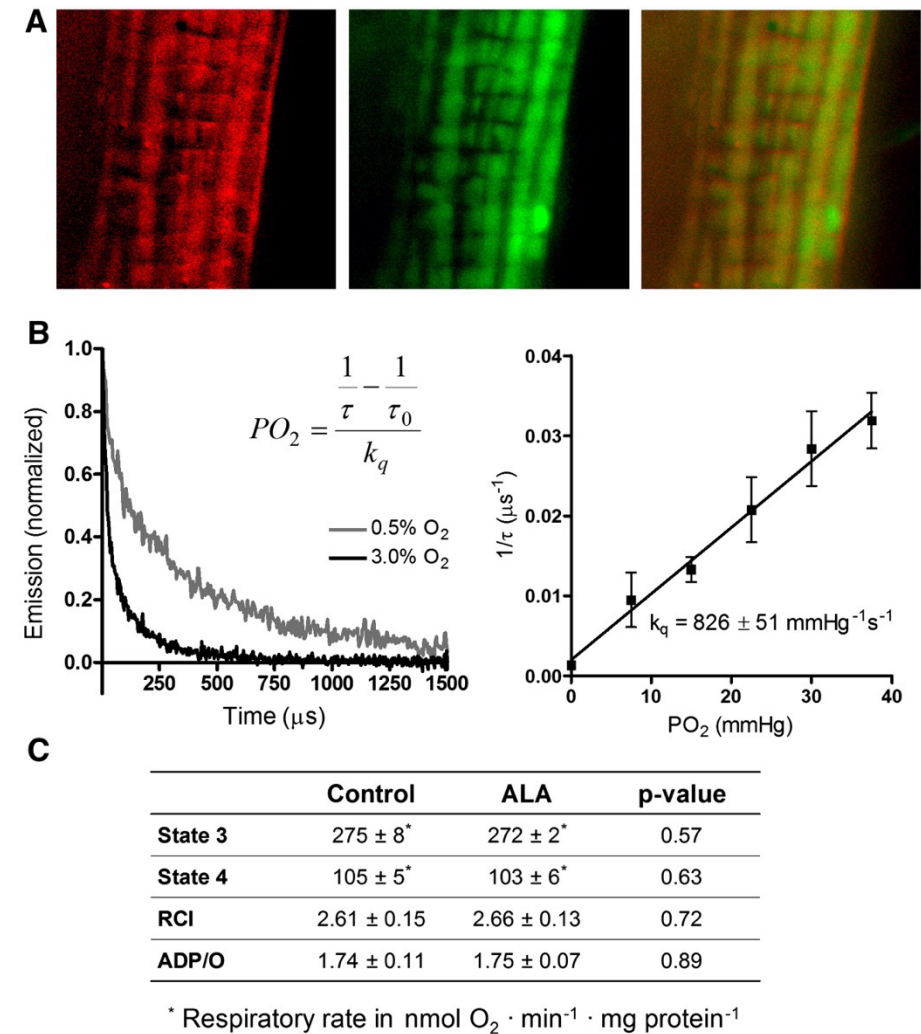 A
B
1.0
0.8
0.6
0.4
0.2
0.0
Emission (normalized)
250 500 750 1000 1250 1500
Time (μs)
PO₂ = (1/τ − 1/τ₀) / k_q
0.5% O₂
3.0% O₂
0.04
0.03
0.02
0.01
0.00
1/τ (μs⁻¹)
k_q = 826 ± 51 mmHg⁻¹s⁻¹
0 10 20 30 40
PO₂ (mmHg)
C
Control ALA p-value
State 3 275 ± 8* 272 ± 2* 0.57
State 4 105 ± 5* 103 ± 6* 0.63
RCI 2.61 ± 0.15 2.66 ± 0.13 0.72
ADP/O 1.74 ± 0.11 1.75 ± 0.07 0.89
* Respiratory rate in nmol O₂ · min⁻¹ · mg protein⁻¹